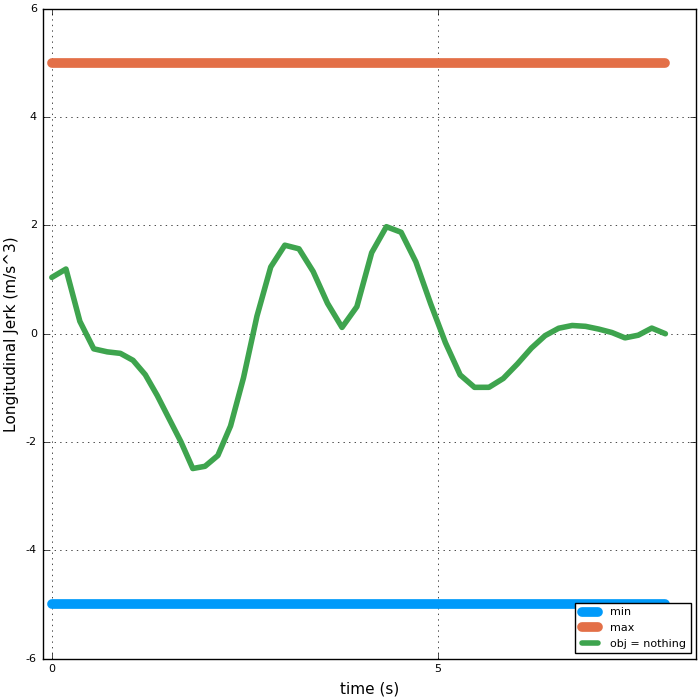 6
4
2
0
-2
-4
-6
Longitudinal Jerk (m/s^3)
0
5
time (s)
min
max
obj = nothing